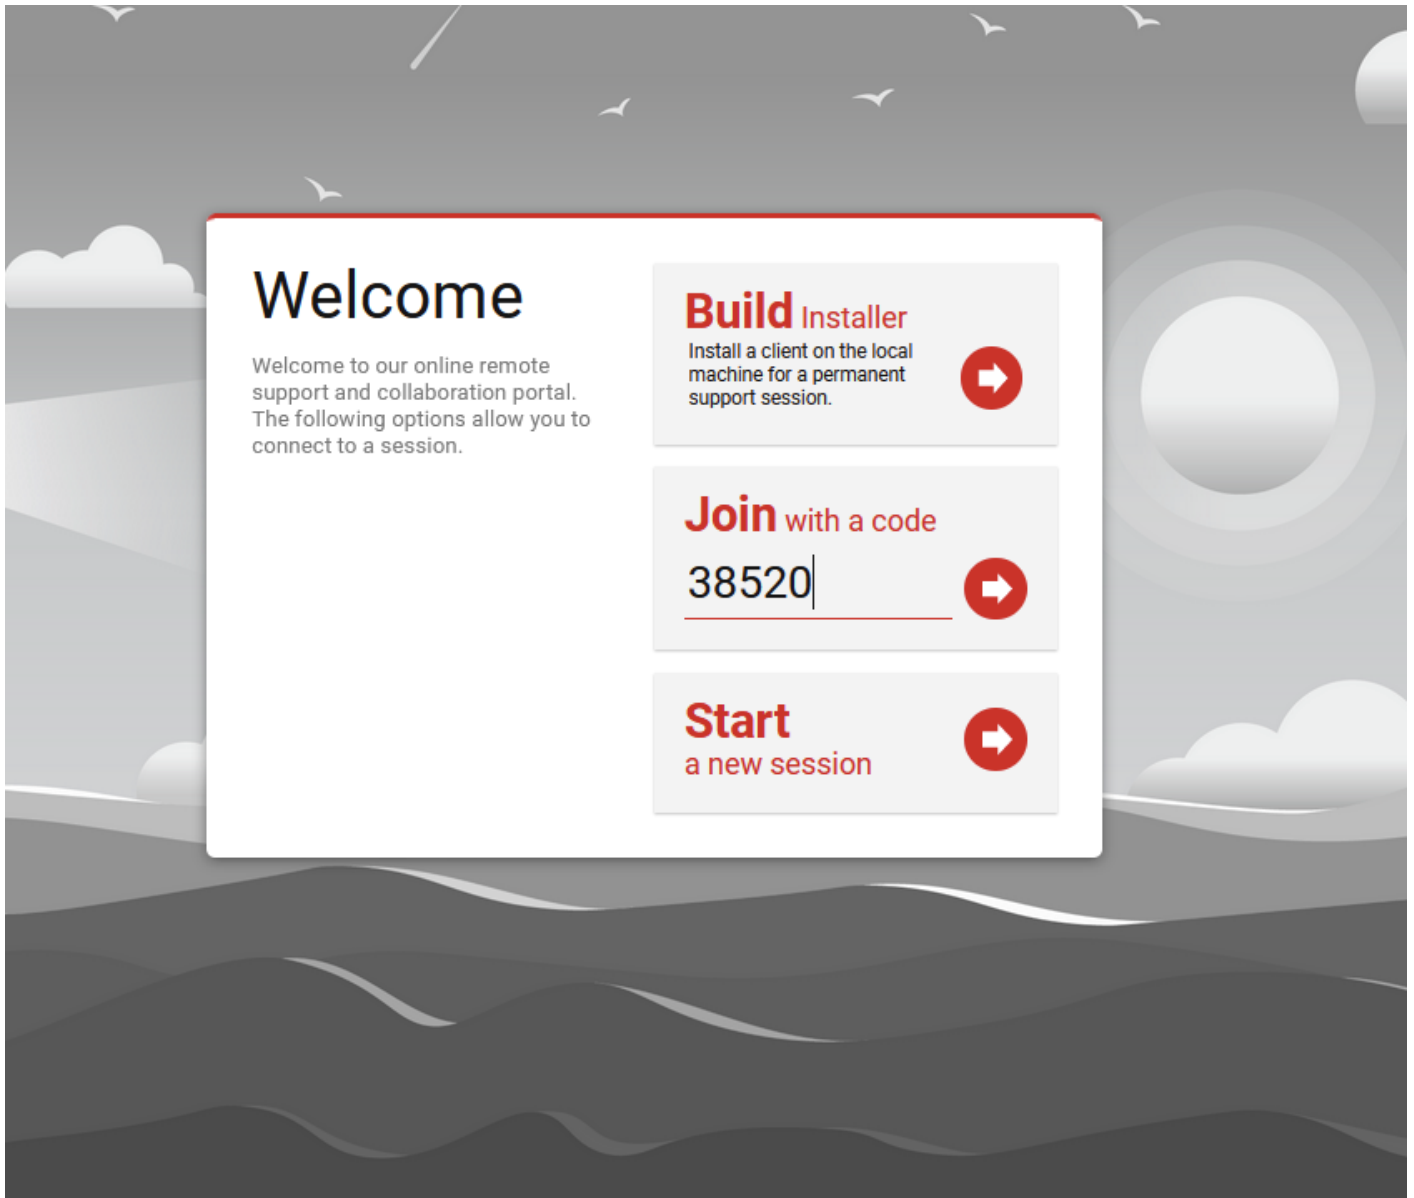 Welcome
Welcome to our online remote
support and collaboration portal.
The following options allow you to
connect to a session.
Build Installer
Install a client on the local
machine for a permanent
support session.
Join with a code
38520
Start
a new session